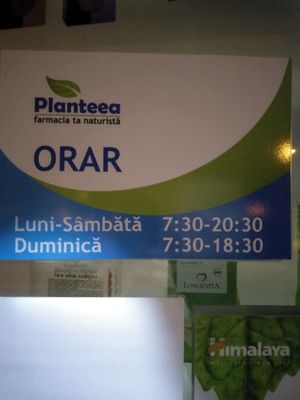 Planteea
farmacia ta naturistă
ORAR
Luni-Sâmbătă 7:30-20:30
Duminică 7:30-18:30
LONGEVITA
Himalaya